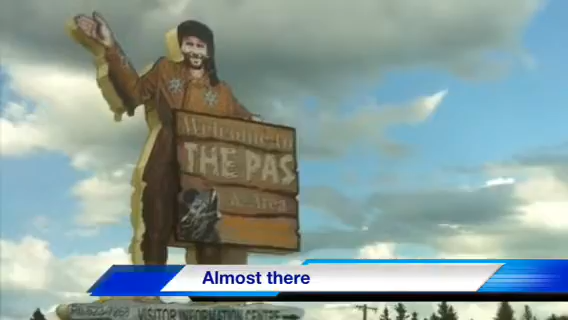 Welcome to
THE PAS
& Area
Almost there
VISITOR INFORMATION CENTRE